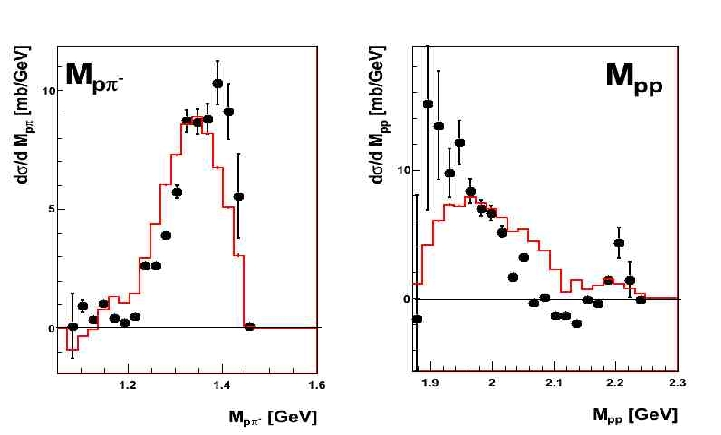 M_pπ⁻
dσ/d M_pπ [mb/GeV]
10
5
0
1.2
1.4
1.6
M_pπ⁻ [GeV]
M_pp
dσ/d M_pp [mb/GeV]
10
0
1.9
2
2.1
2.2
2.3
M_pp [GeV]